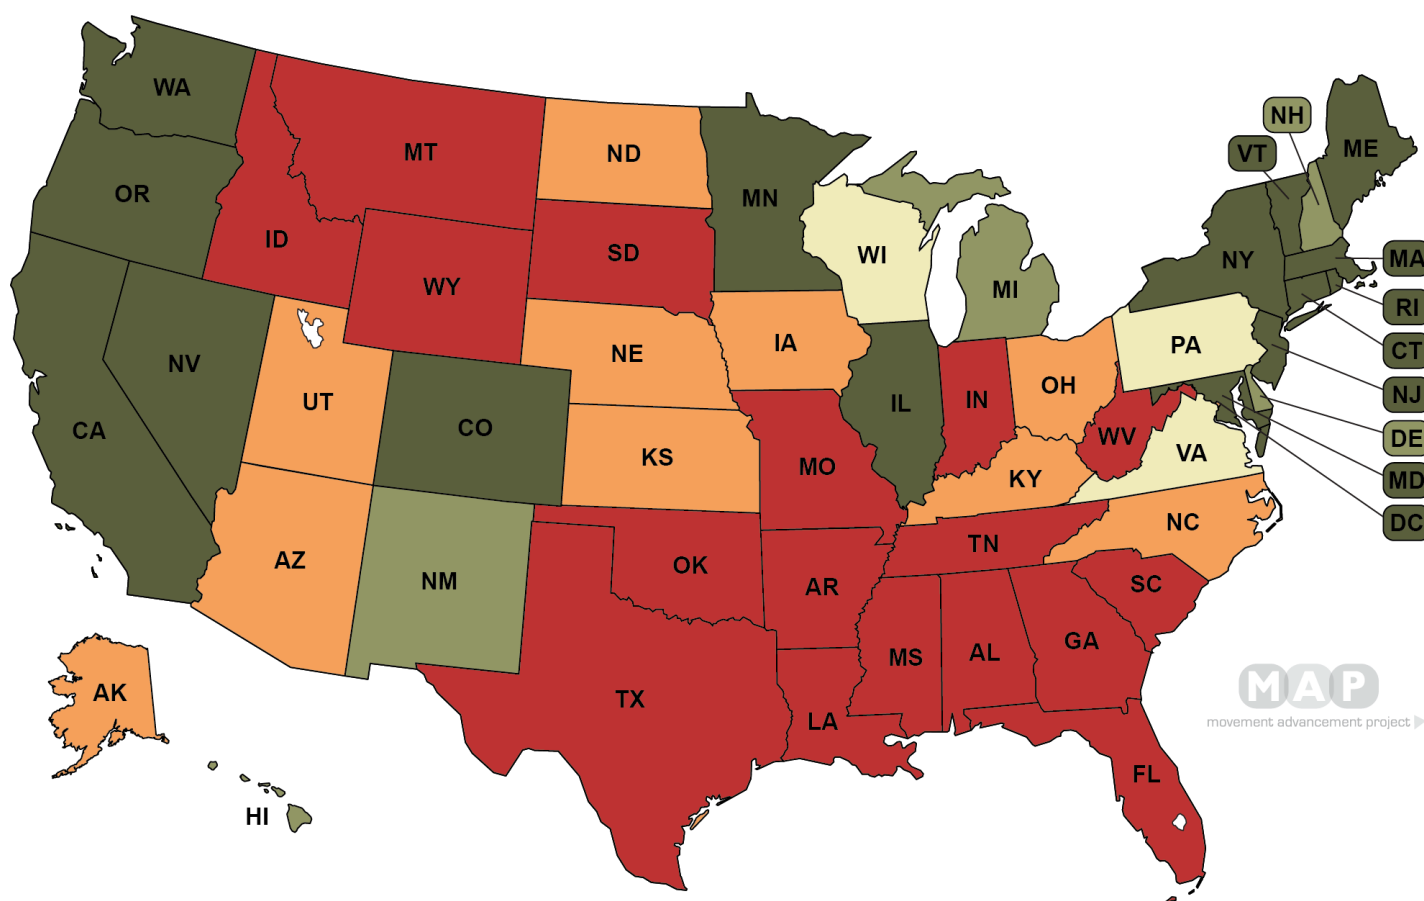 WA
OR
CA
NV
ID
MT
WY
UT
CO
AZ
NM
ND
SD
NE
KS
OK
TX
MN
IA
MO
AR
LA
WI
IL
MI
IN
OH
KY
TN
MS
AL
GA
FL
SC
NC
VA
WV
PA
NY
VT
NH
ME
MA
RI
CT
NJ
DE
MD
DC
AK
HI
MAP
movement advancement project